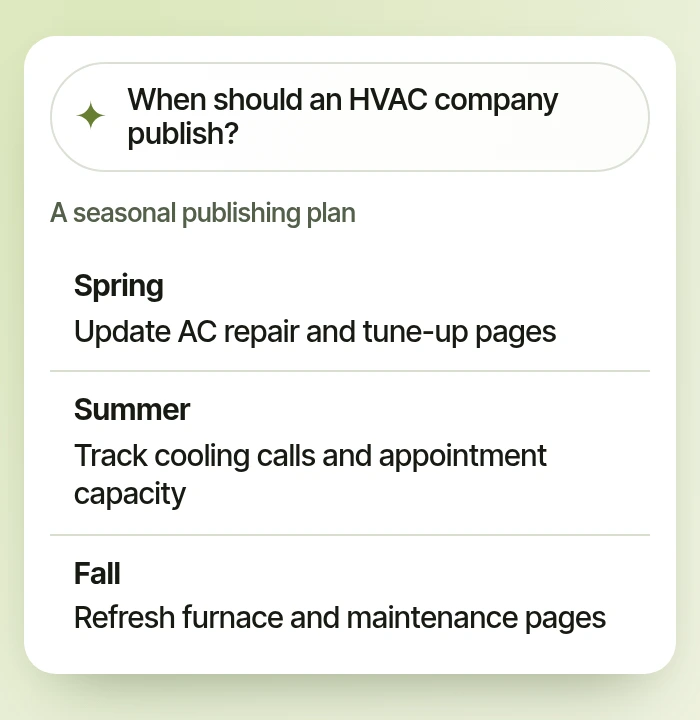 When should an HVAC company
publish?
A seasonal publishing plan
Spring
Update AC repair and tune-up pages
Summer
Track cooling calls and appointment
capacity
Fall
Refresh furnace and maintenance pages